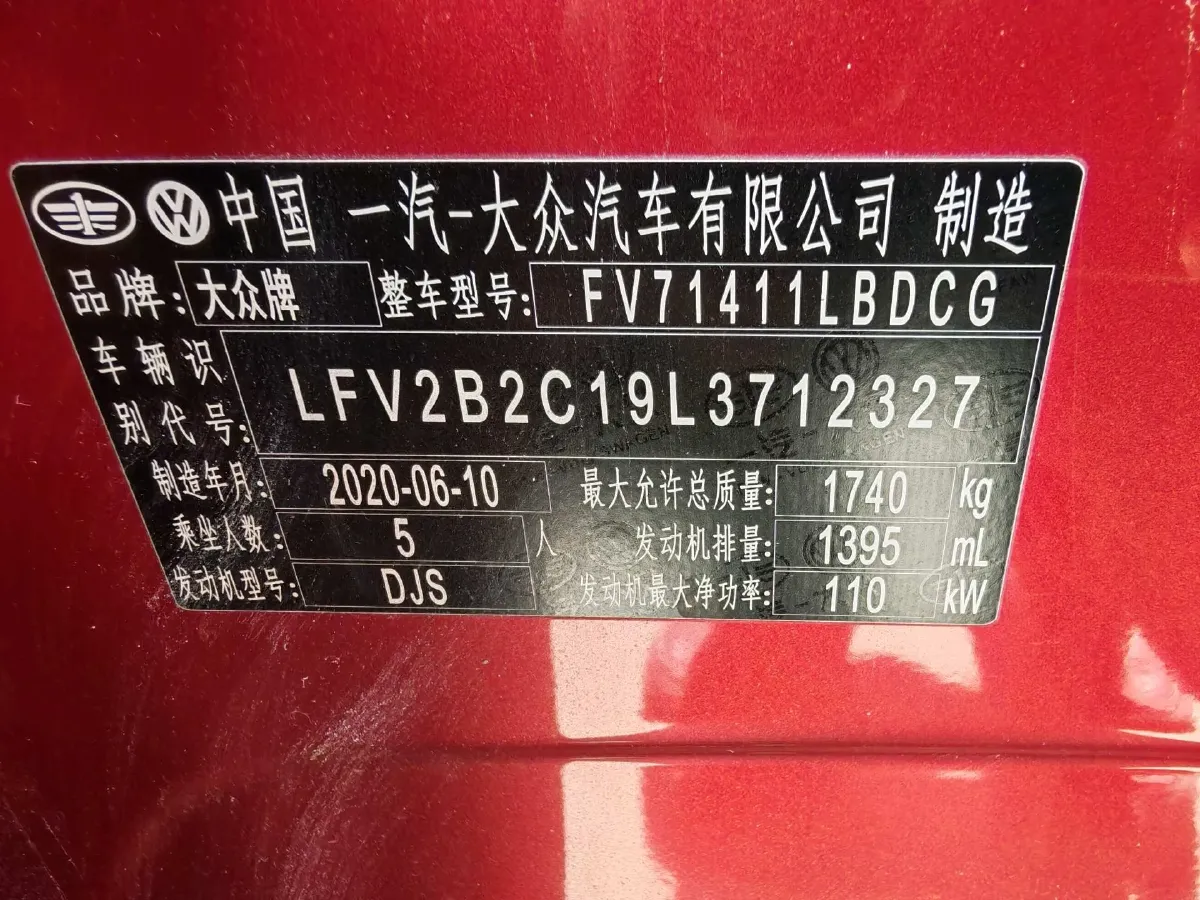 中国 一汽-大众汽车有限公司 制造
品牌: 大众牌 整车型号: FV71411LBDCG
车辆识别代号: LFV2B2C19L3712327
制造年月: 2020-06-10 最大允许总质量: 1740 kg
乘坐人数: 5 人 发动机排量: 1395 mL
发动机型号: DJS 发动机最大净功率: 110 kW